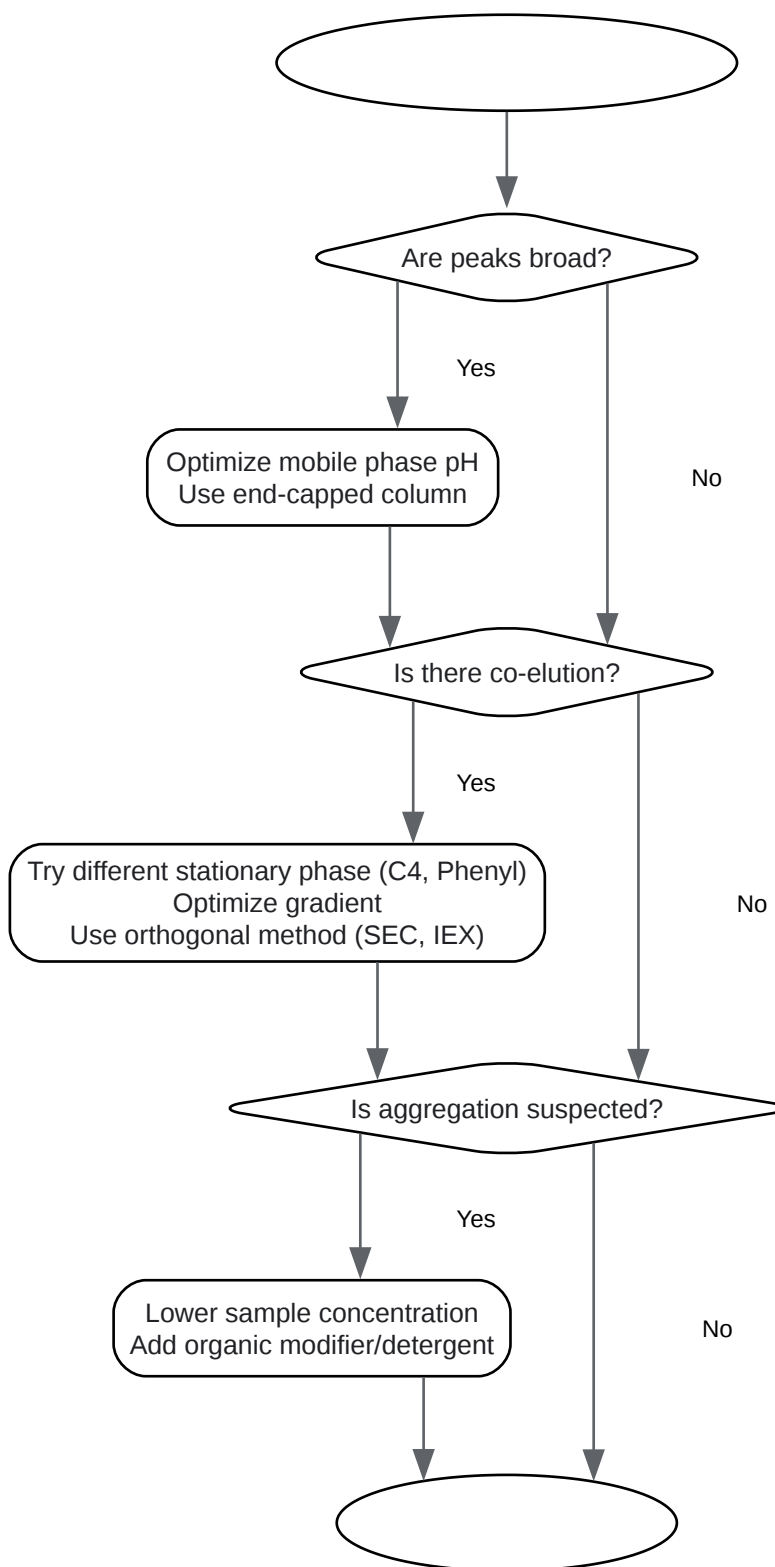 Are peaks broad?
Yes
Optimize mobile phase pH
Use end-capped column
No
Is there co-elution?
Yes
Try different stationary phase (C4, Phenyl)
Optimize gradient
Use orthogonal method (SEC, IEX)
No
Is aggregation suspected?
Yes
Lower sample concentration
Add organic modifier/detergent
No